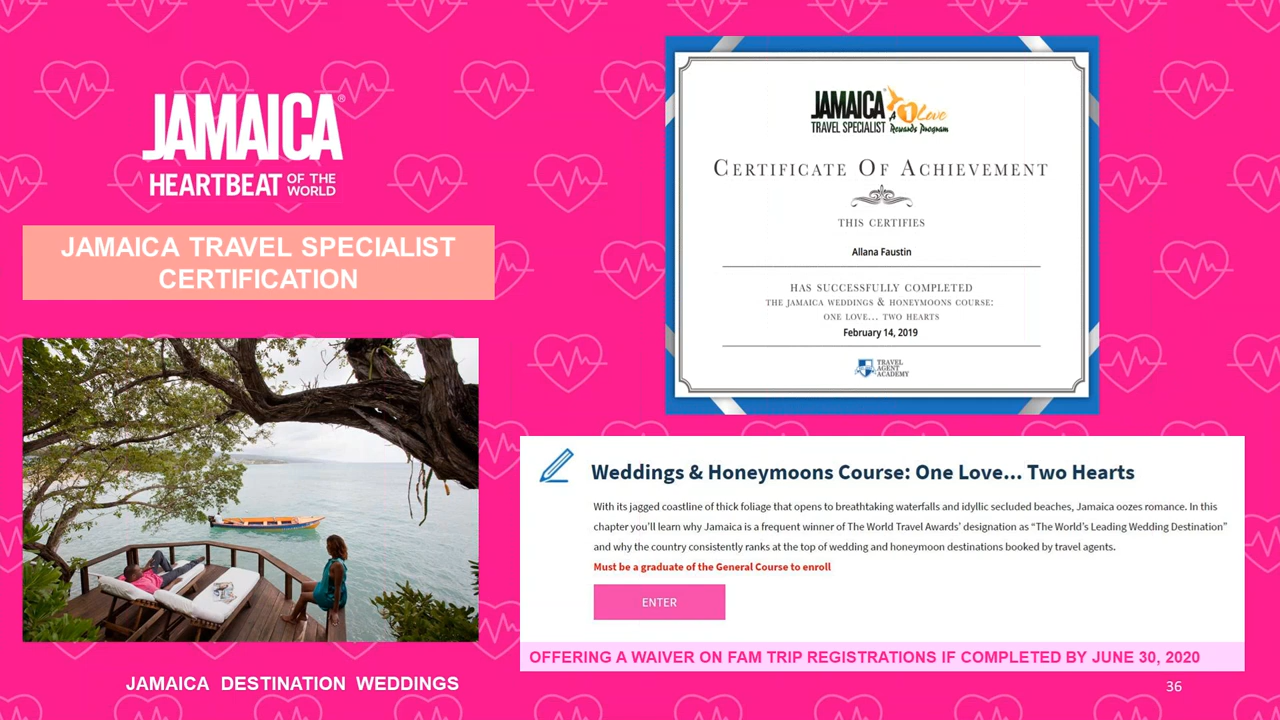 JAMAICA®
HEARTBEAT OF THE WORLD
JAMAICA TRAVEL SPECIALIST
CERTIFICATION
JAMAICA DESTINATION WEDDINGS
JAMAICA
TRAVEL SPECIALIST
A 1 Love
Rewards Program
CERTIFICATE OF ACHIEVEMENT
THIS CERTIFIES
Allana Faustin
HAS SUCCESSFULLY COMPLETED
THE JAMAICA WEDDINGS & HONEYMOONS COURSE:
ONE LOVE... TWO HEARTS
February 14, 2019
TRAVEL
AGENT
ACADEMY
Weddings & Honeymoons Course: One Love... Two Hearts
With its jagged coastline of thick foliage that opens to breathtaking waterfalls and idyllic secluded beaches, Jamaica oozes romance. In this
chapter you'll learn why Jamaica is a frequent winner of The World Travel Awards' designation as “The World's Leading Wedding Destination”
and why the country consistently ranks at the top of wedding and honeymoon destinations booked by travel agents.
Must be a graduate of the General Course to enroll
ENTER
OFFERING A WAIVER ON FAM TRIP REGISTRATIONS IF COMPLETED BY JUNE 30, 2020
36